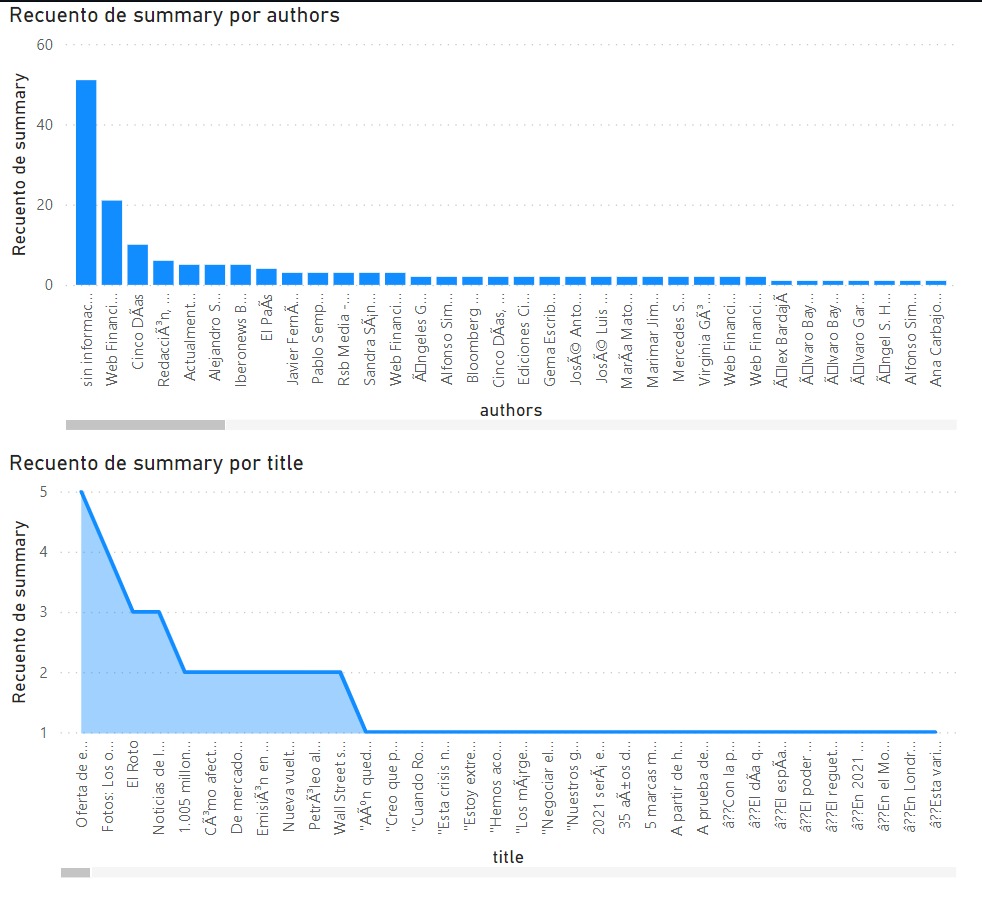 Recuento de summary por authors
Recuento de summary
60
40
20
0
sin informac...
Web Financi...
Cinco DÃ­as
RedacciÃ³n, ...
Actualment...
Alejandro S...
Iberonews B...
El PaÃ­s
Javier FernÃ...
Pablo Semp...
Rsb Media -...
Sandra SÃ¡n...
Web Financi...
Ã�ngeles G...
Alfonso Sim...
Bloomberg ...
Cinco DÃ­as, ...
Ediciones Ci...
Gema Escrib...
JosÃ© Anto...
JosÃ© Luis ...
MarÃ­a Mato...
Marimar Jim...
Mercedes S...
Virginia GÃ³...
Web Financi...
Web Financi...
Ã�lex BardajÃ­
Ã�lvaro Bay...
Ã�lvaro Bay...
Ã�lvaro Gar...
Ã�ngel S. H...
Alfonso Sim...
Ana Carbajo...
authors
Recuento de summary por title
Recuento de summary
5
4
3
2
1
Oferta de e...
Fotos: Los o...
El Roto
Noticias de l...
1.005 millon...
CÃ³mo afect...
De mercado...
EmisiÃ³n en ...
Nueva vuelt...
PetrÃ³leo al...
Wall Street s...
"AÃºn qued...
"Creo que p...
"Cuando Ro...
"Esta crisis n...
"Estoy extre...
"Hemos aco...
"Los mÃ¡rge...
"Negociar el...
"Nuestros g...
2021 serÃ¡ e...
35 aÃ±os d...
5 marcas m...
A partir de h...
A prueba de...
â??Con la p...
â??El dÃ­a q...
â??El espÃ­a...
â??El poder ...
â??El reguet...
â??En 2021 ...
â??En el Mo...
â??En Londr...
â??Esta vari...
title